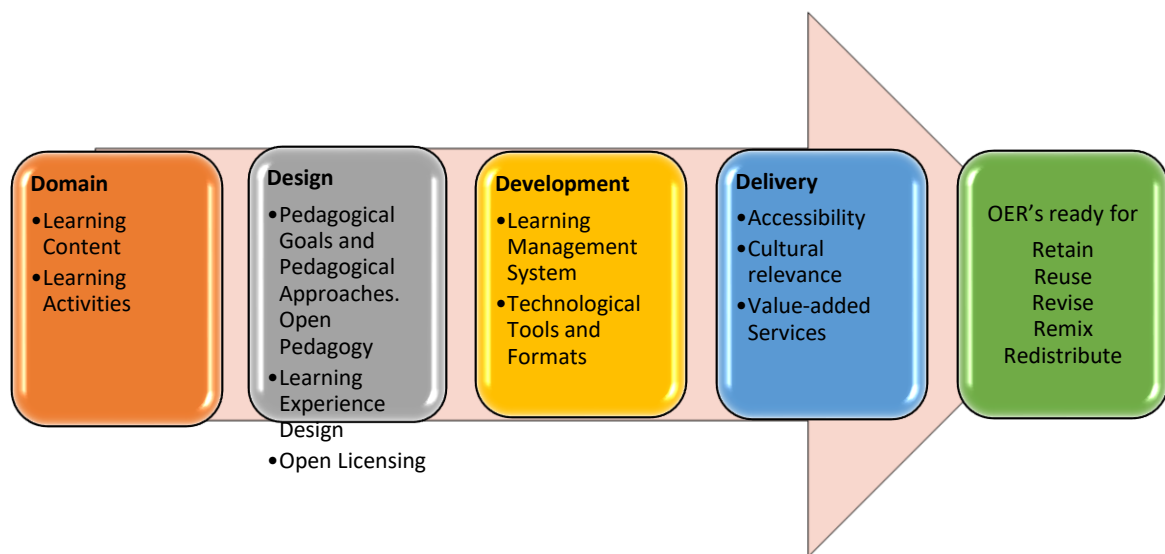 Domain
•Learning
Content
•Learning
Activities
Design
•Pedagogical
Goals and
Pedagogical
Approaches.
Open
Pedagogy
•Learning
Experience
Design
•Open Licensing
Development
•Learning
Management
System
•Technological
Tools and
Formats
Delivery
•Accessibility
•Cultural
relevance
•Value-added
Services
OER's ready for
Retain
Reuse
Revise
Remix
Redistribute